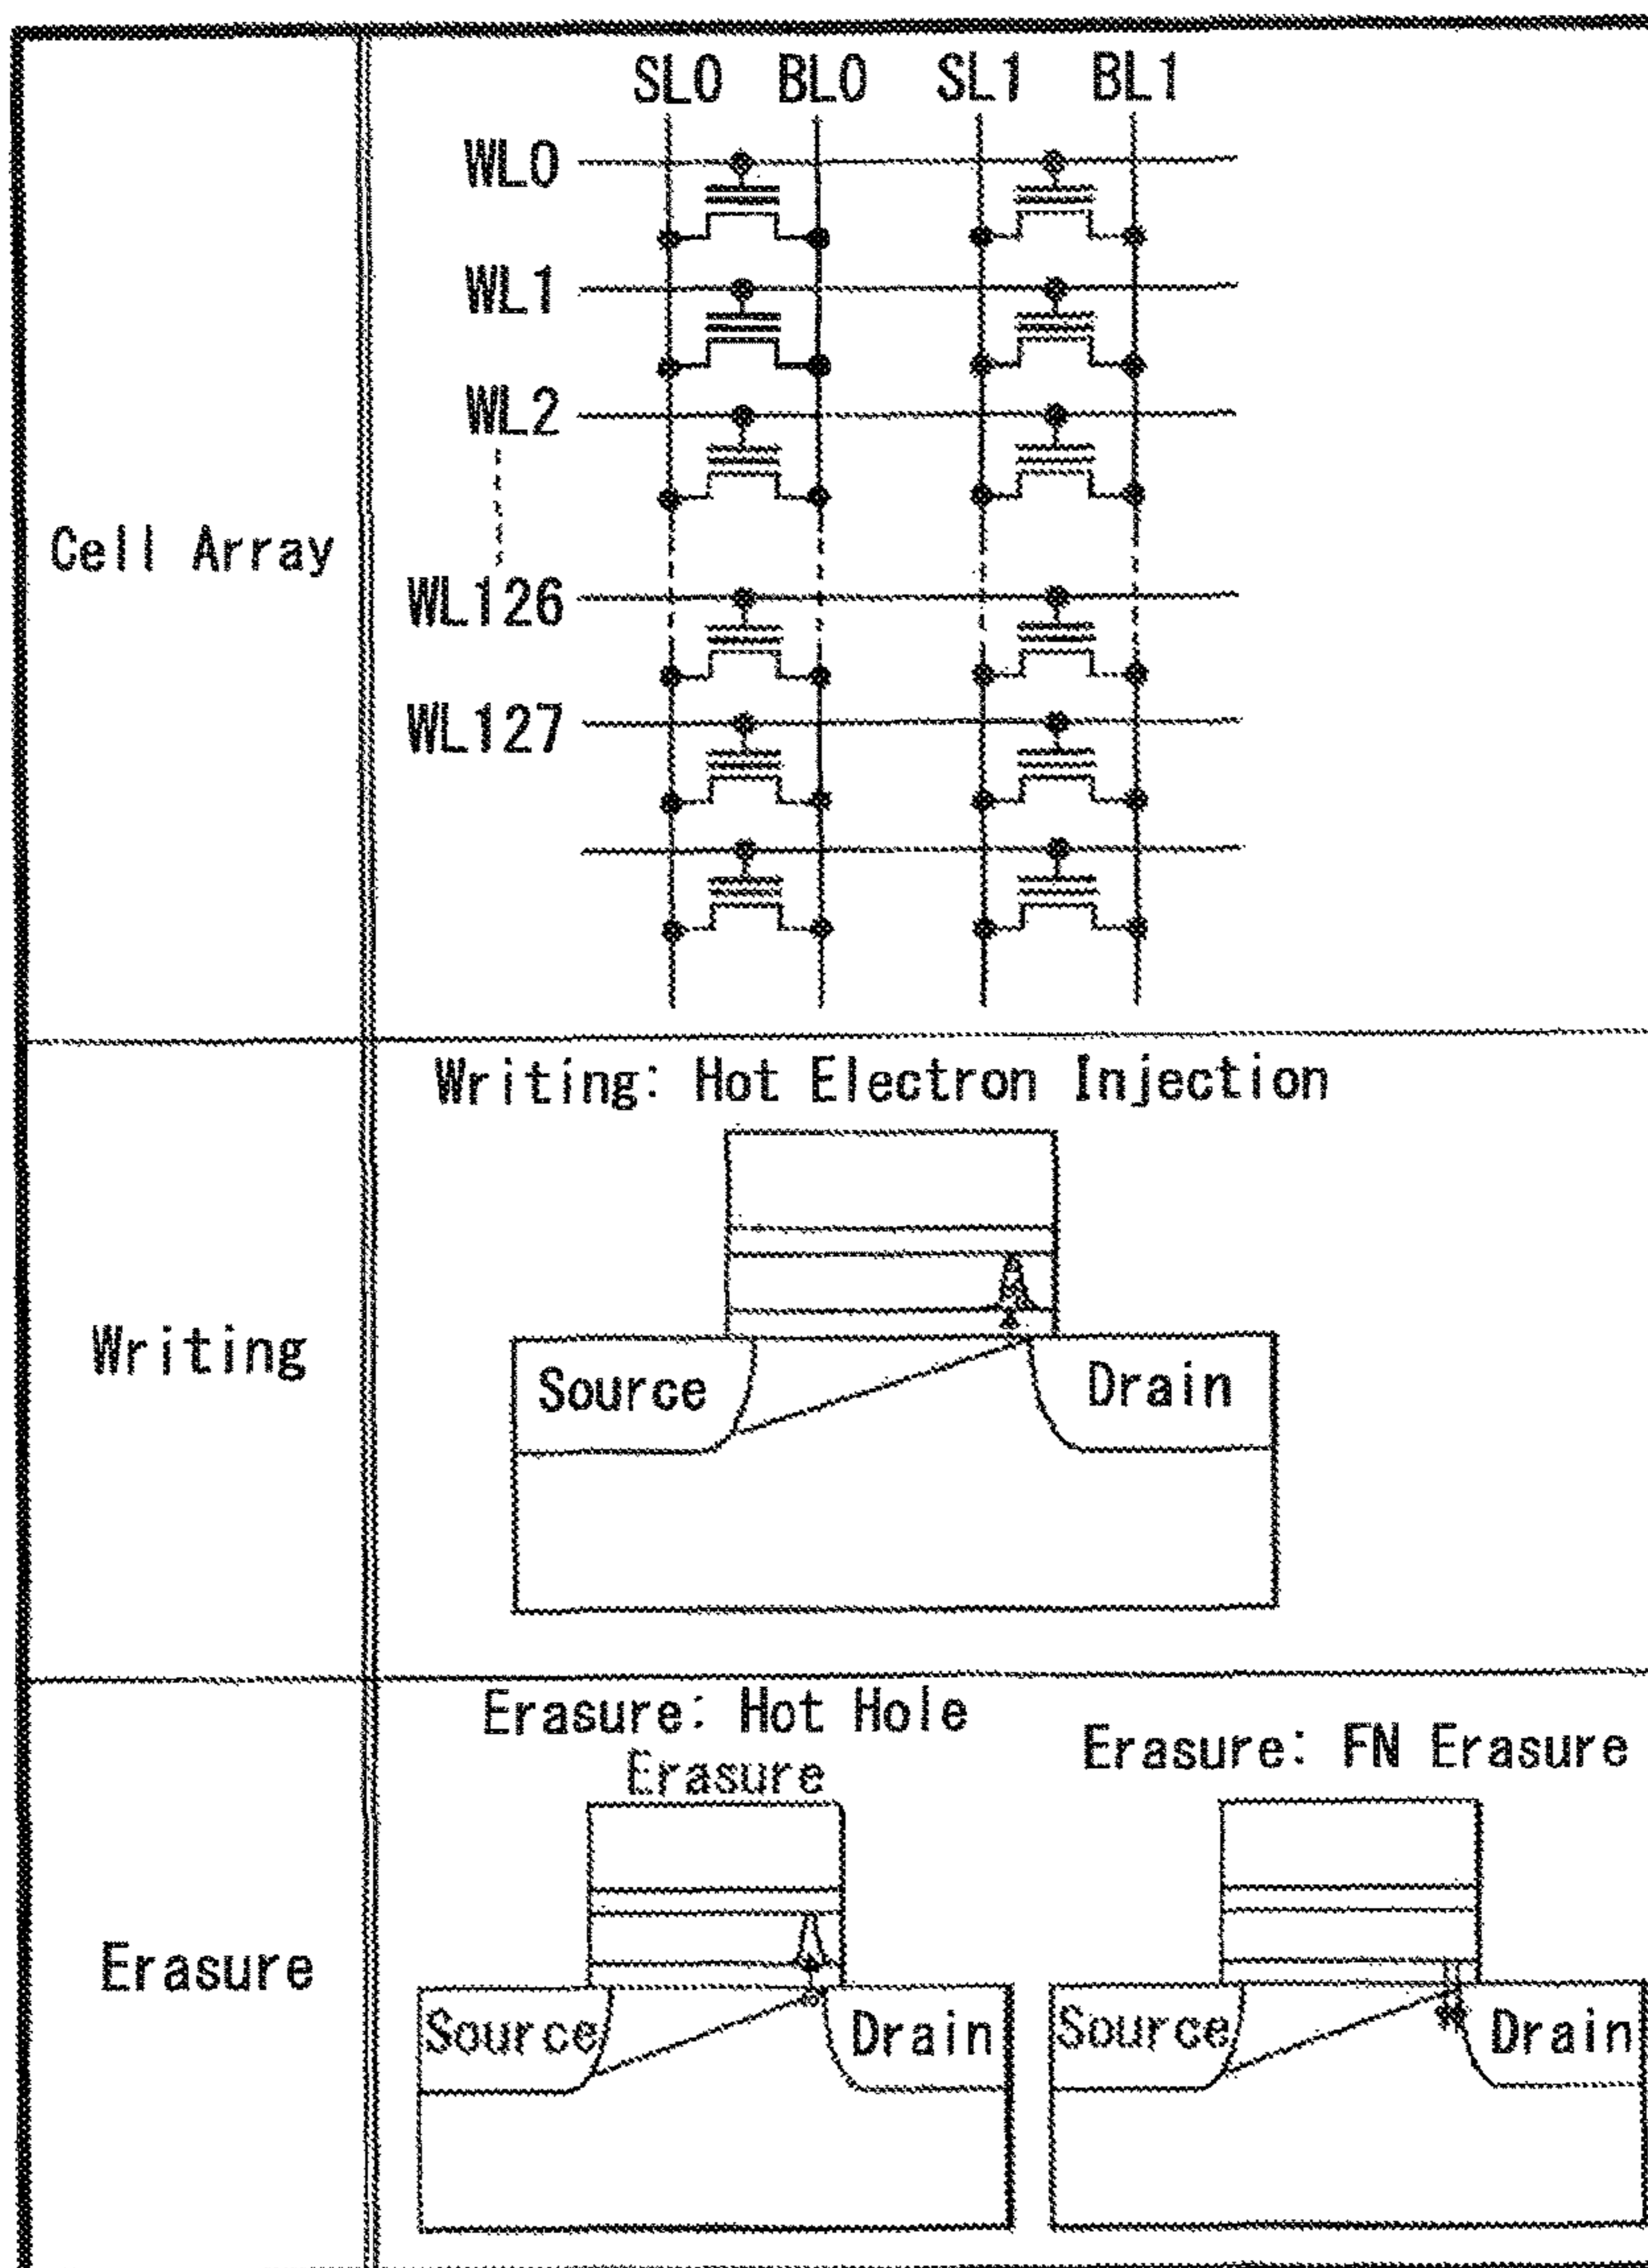 SL0 BL0 SL1 BL1
WL0
WL1
WL2
Cell Array
WL126
WL127
Writing: Hot Electron Injection
Writing
Source
Drain
Erasure: Hot Hole
Erasure
Erasure: FN Erasure
Erasure
Source
Drain
Source
Drain